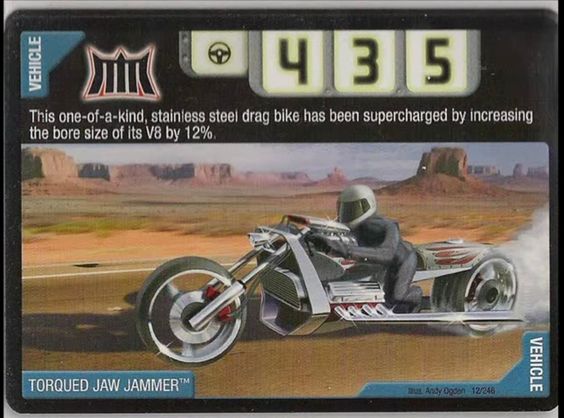 VEHICLE
4 3 5
This one-of-a-kind, stainless steel drag bike has been supercharged by increasing
the bore size of its V8 by 12%.
TORQUED JAW JAMMER™
Illus. Andy Ogden 12/246
VEHICLE